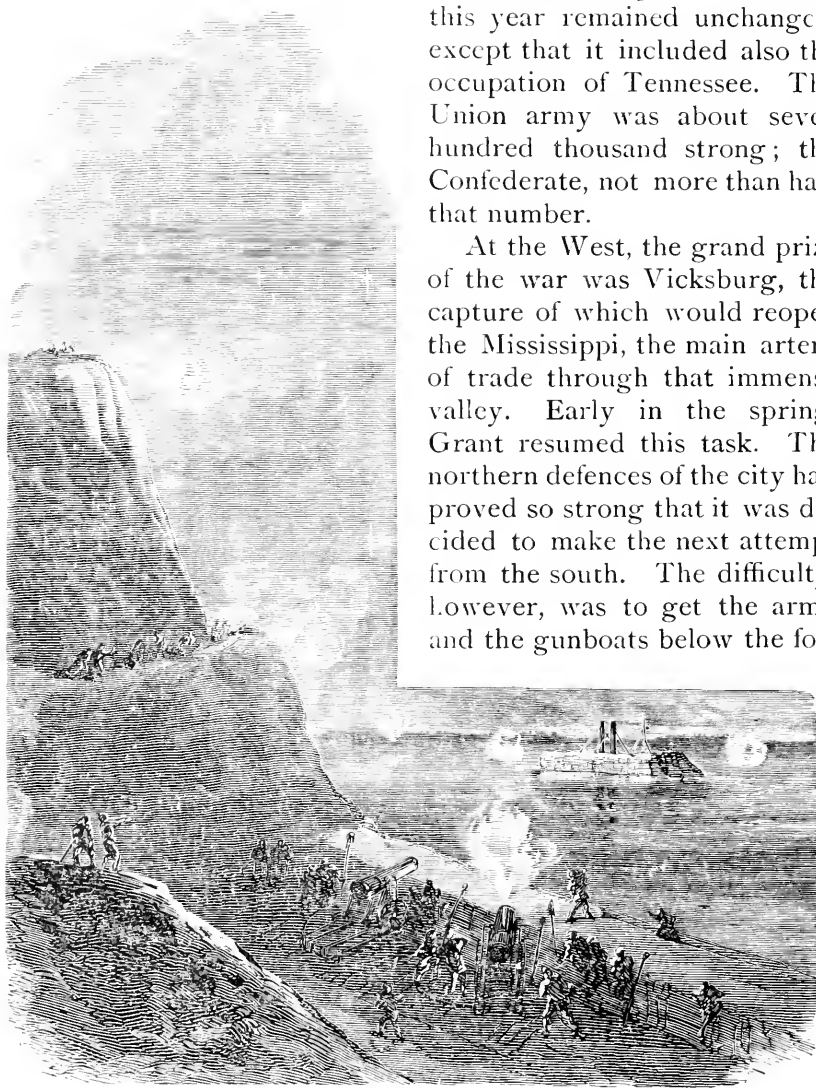 this year remained unchange
except that it included also th
occupation of Tennessee. Th
Union army was about seve
hundred thousand strong; th
Confederate, not more than ha
that number.
At the West, the grand priz
of the war was Vicksburg, th
capture of which would reope
the Mississippi, the main arter
of trade through that immens
valley. Early in the spring
Grant resumed this task. Th
northern defences of the city ha
proved so strong that it was d
cided to make the next attemp
from the south. The difficult
however, was to get the arm
and the gunboats below the fo